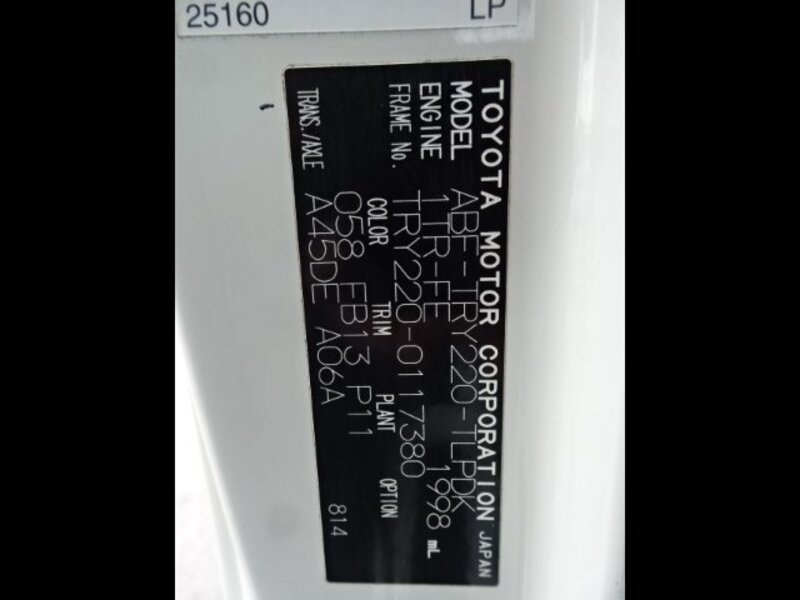 25160 LP
TOYOTA MOTOR CORPORATION JAPAN
MODEL ABF-TRY220-TLPDK
ENGINE 1TR-FE 1998 mL
FRAME No. TRY220-0117380
COLOR TRIM PLANT OPTION
058 FB13 P11
TRANS./AXLE A45DE A06A 814